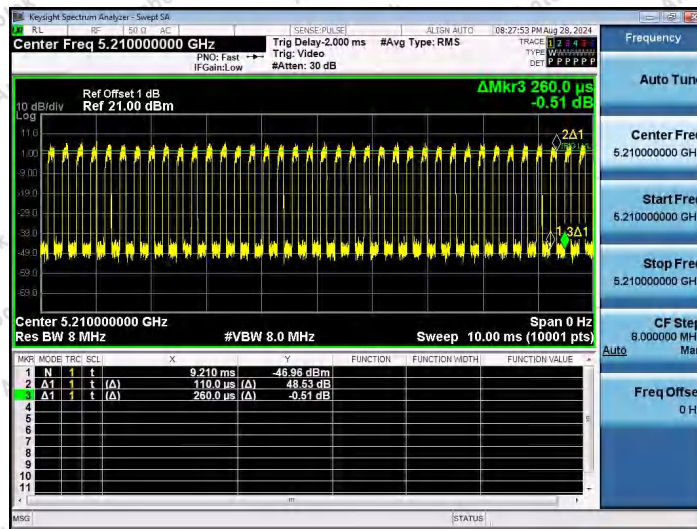 Keysight Spectrum Analyzer - Swept SA
RL RF 50 Ω AC SENSE:PULSE ALIGN AUTO 08:27:53 PM Aug 28, 2024
Center Freq 5.210000000 GHz
PNO: Fast
IFGain:Low
Trig Delay-2.000 ms
Trig: Video
#Atten: 30 dB
#Avg Type: RMS
TRACE 1 2 3 4 5 6
TYPE W
DET P P P P P P
Ref Offset 1 dB
Ref 21.00 dBm
10 dB/div
Log
ΔMkr3 260.0 µs
-0.51 dB
11.0
1.00
-9.00
-19.0
-29.0
-39.0
-49.0
-59.0
-69.0
2Δ1
1 3Δ1
Center 5.210000000 GHz Span 0 Hz
Res BW 8 MHz #VBW 8.0 MHz Sweep 10.00 ms (10001 pts)
MKR MODE TRC SCL X Y FUNCTION FUNCTION WIDTH FUNCTION VALUE
1 N 1 t 9.210 ms -46.96 dBm
2 Δ1 1 t (Δ) 110.0 µs (Δ) 48.53 dB
3 Δ1 1 t (Δ) 260.0 µs (Δ) -0.51 dB
4
5
6
7
8
9
10
11
MSG STATUS
Frequency
Auto Tune
Center Freq
5.210000000 GHz
Start Freq
5.210000000 GHz
Stop Freq
5.210000000 GHz
CF Step
8.000000 MHz
Auto Man
Freq Offset
0 Hz